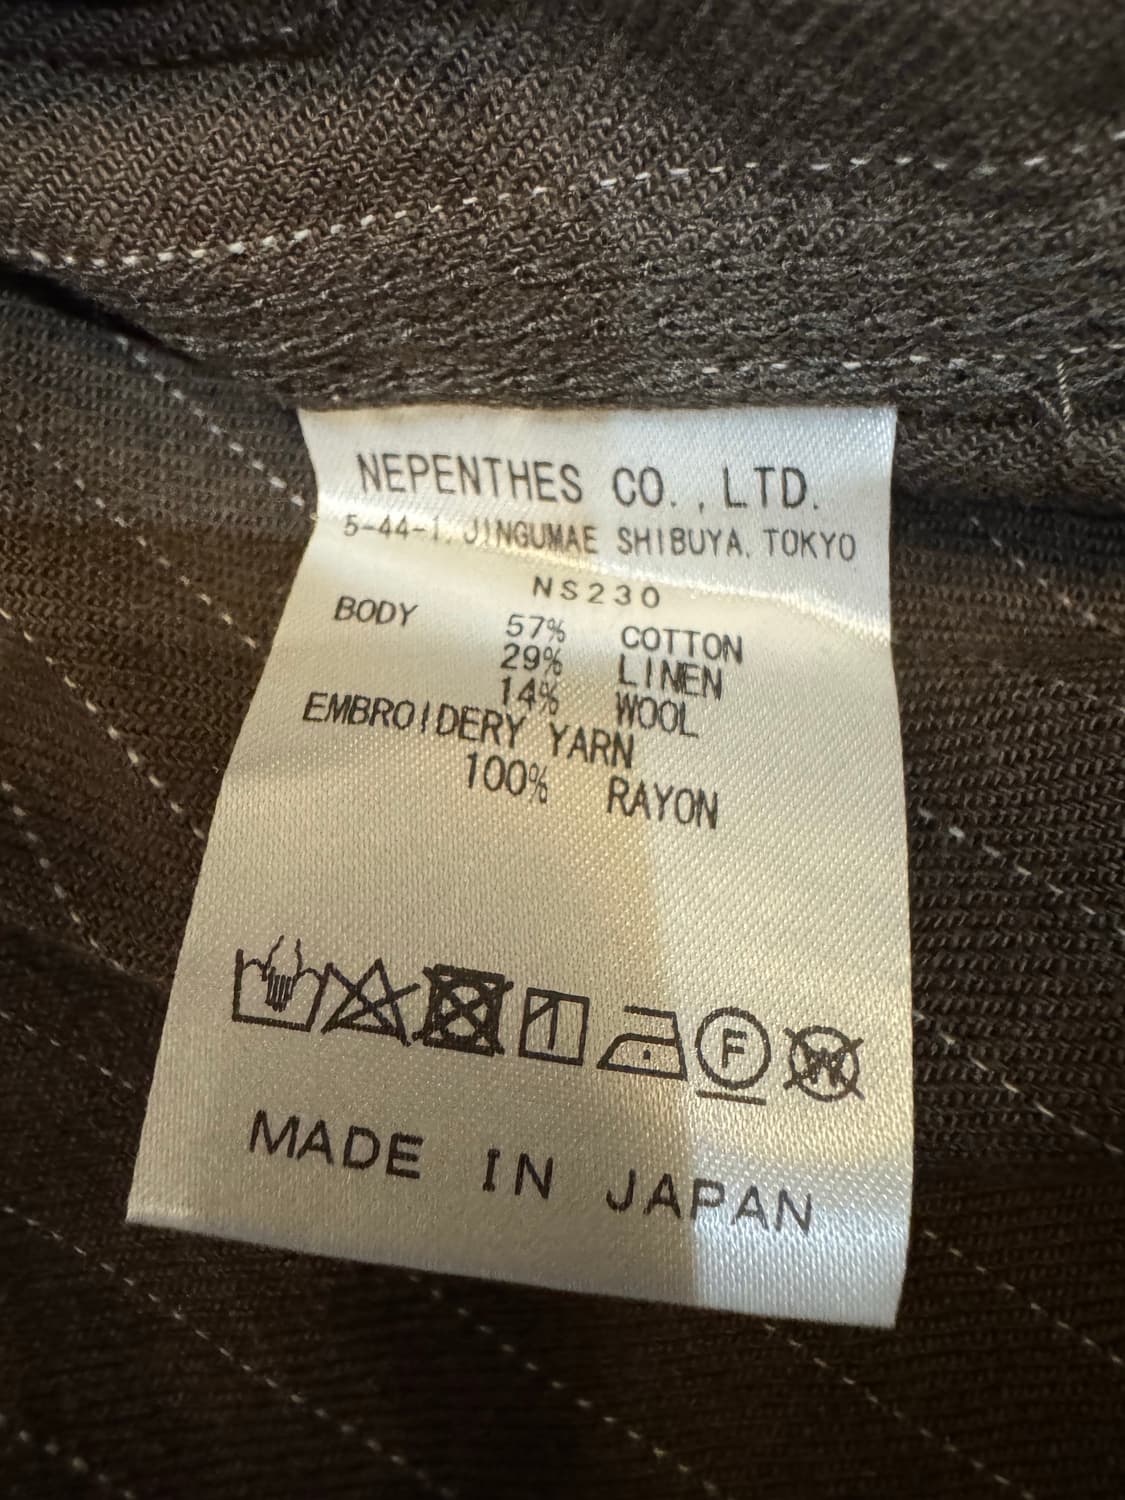 NEPENTHES CO.,LTD.
5-44-1, JINGUMAE SHIBUYA, TOKYO
NS230
BODY 57% COTTON
29% LINEN
14% WOOL
EMBROIDERY YARN
100% RAYON
F W
MADE IN JAPAN